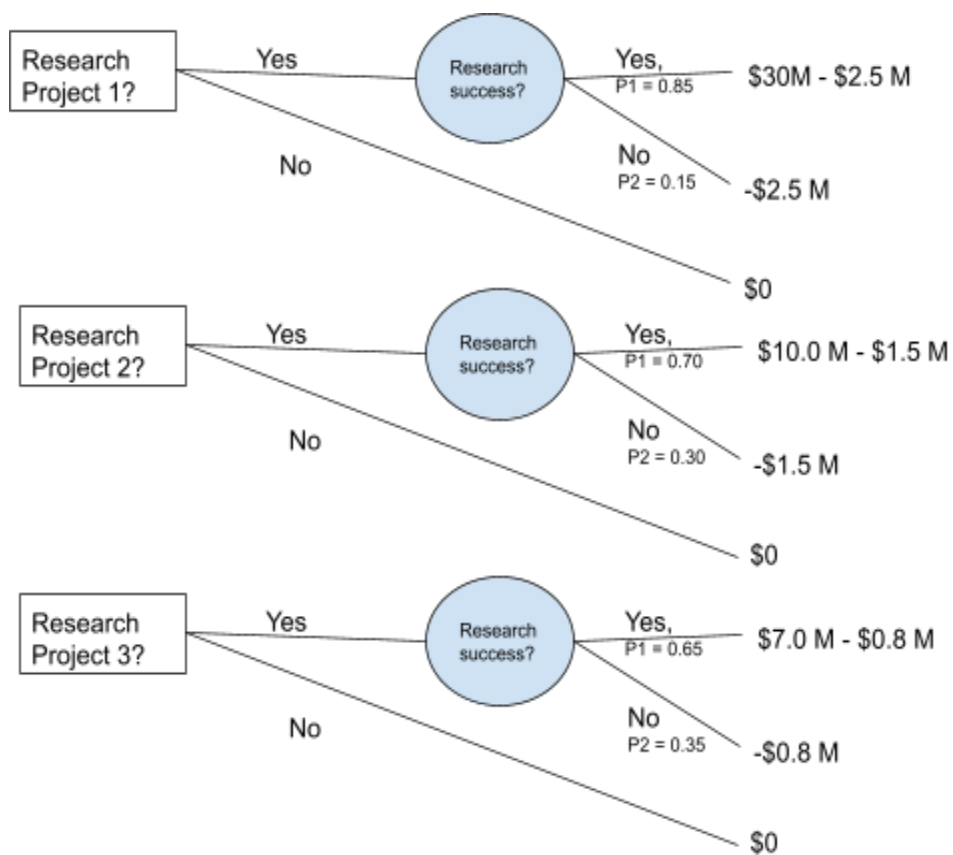 Research
Project 1?
Yes
Research
success?
Yes,
P1 = 0.85
$30M - $2.5 M
No
No
P2 = 0.15
-$2.5 M
$0
Research
Project 2?
Yes
Research
success?
Yes,
P1 = 0.70
$10.0 M - $1.5 M
No
No
P2 = 0.30
-$1.5 M
$0
Research
Project 3?
Yes
Research
success?
Yes,
P1 = 0.65
$7.0 M - $0.8 M
No
No
P2 = 0.35
-$0.8 M
$0